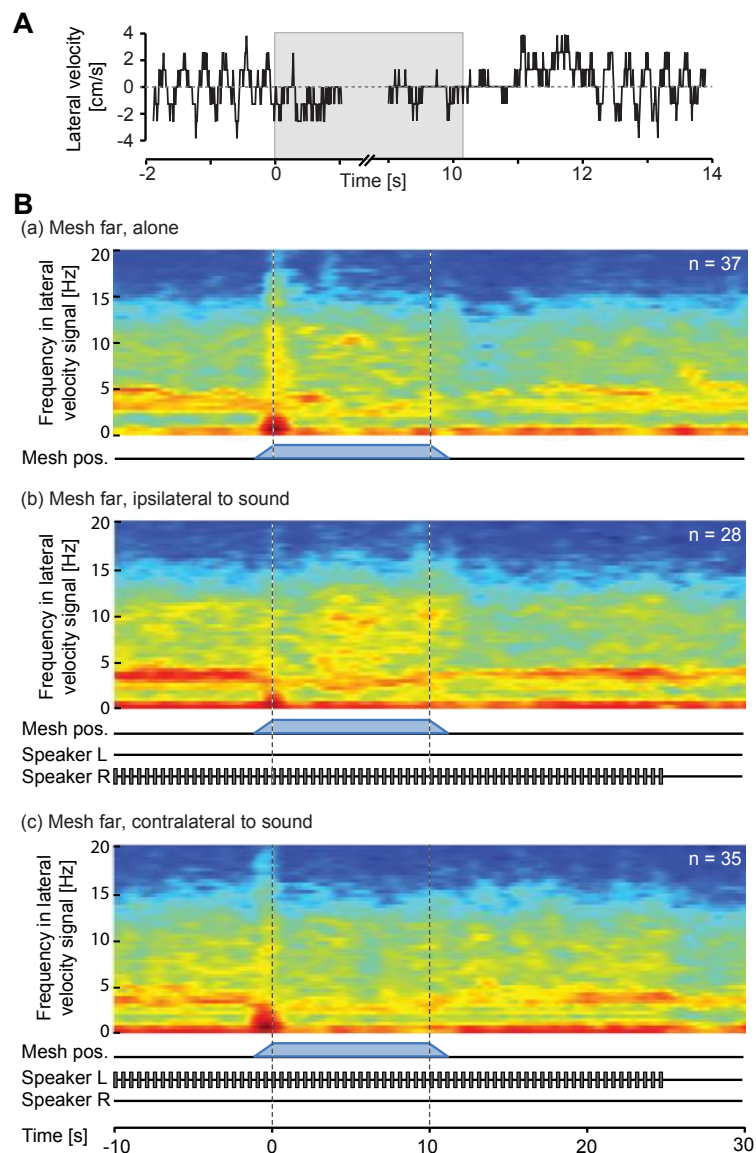 A
Lateral velocity
[cm/s]
4
2
0
-2
-4
-2
0
10
12
14
Time [s]
B
(a) Mesh far, alone
Frequency in lateral
velocity signal [Hz]
20
15
10
5
0
n = 37
Mesh pos.
(b) Mesh far, ipsilateral to sound
Frequency in lateral
velocity signal [Hz]
20
15
10
5
0
n = 28
Mesh pos.
Speaker L
Speaker R
(c) Mesh far, contralateral to sound
Frequency in lateral
velocity signal [Hz]
20
15
10
5
0
n = 35
Mesh pos.
Speaker L
Speaker R
Time [s]
-10
0
10
20
30